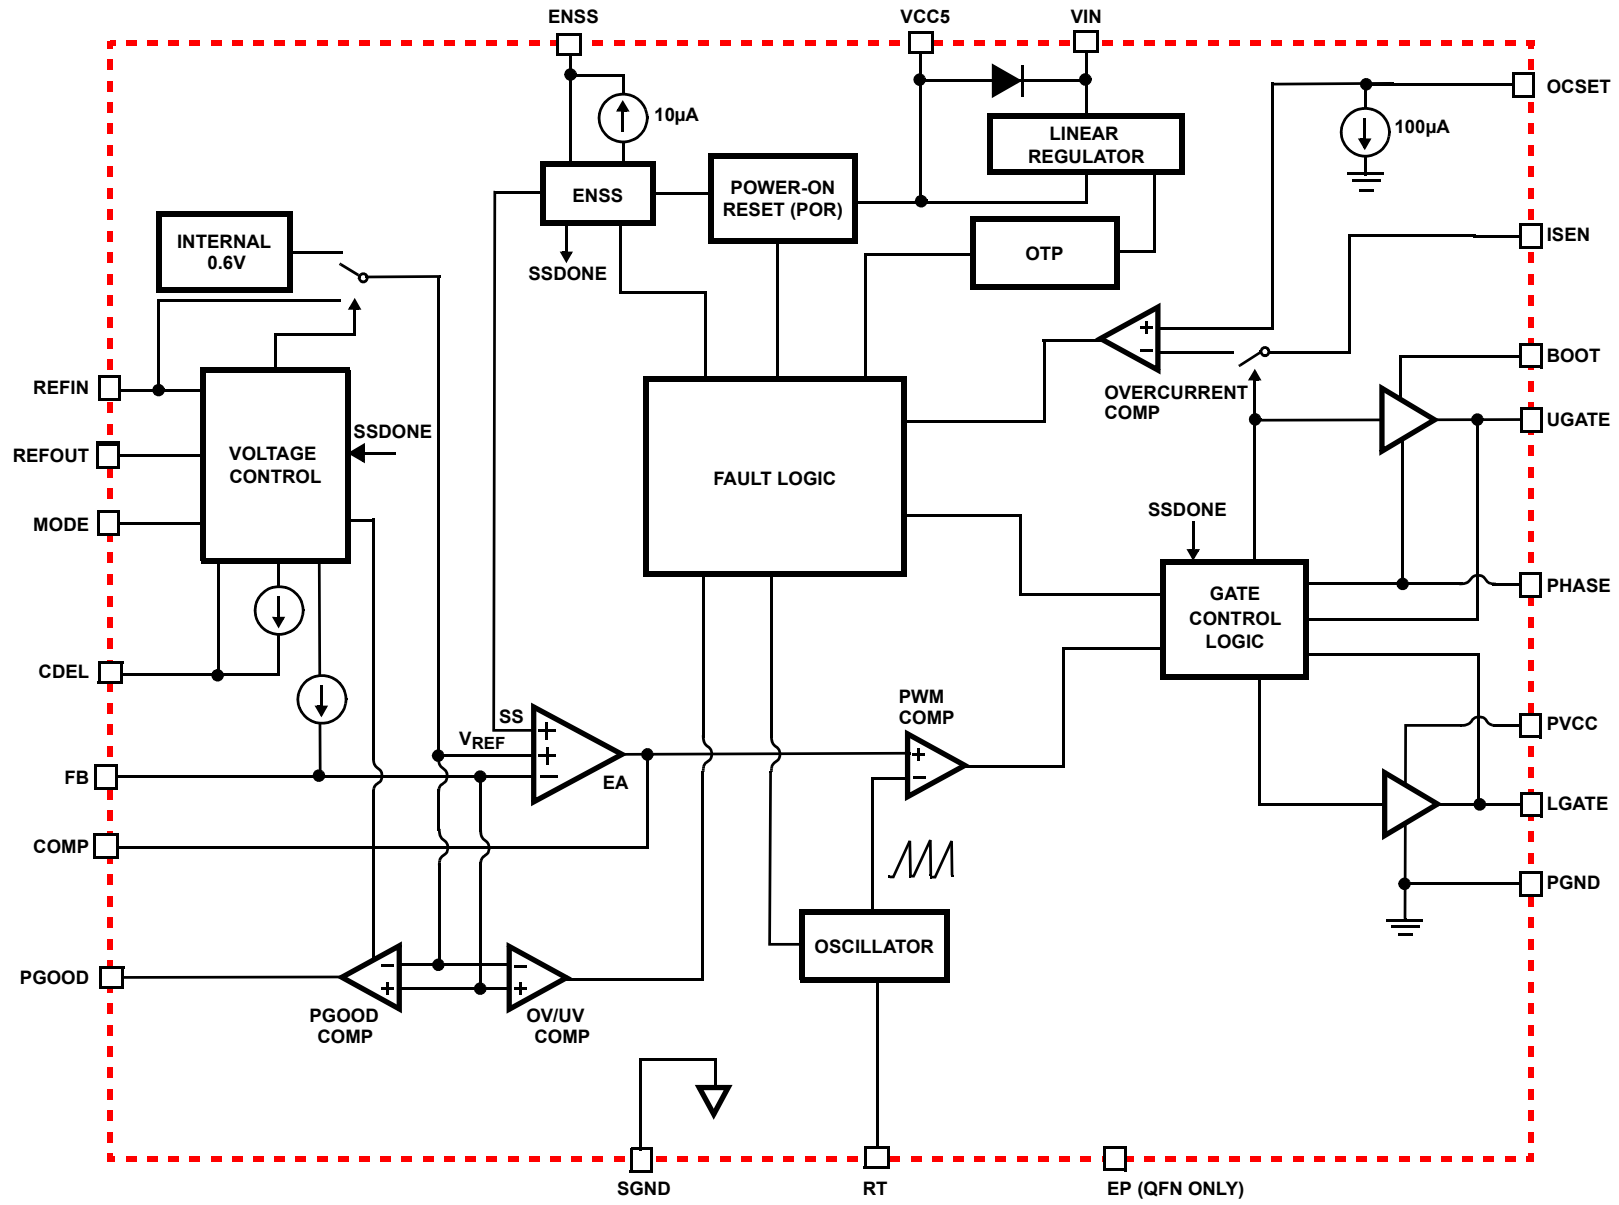 ENSS
VCC5
VIN
OCSET
10µA
100µA
LINEAR
REGULATOR
POWER-ON
RESET (POR)
ENSS
ISEN
INTERNAL
0.6V
OTP
SSDONE
+
−
BOOT
REFIN
OVERCURRENT
COMP
UGATE
SSDONE
REFOUT
VOLTAGE
CONTROL
FAULT LOGIC
SSDONE
MODE
GATE
CONTROL
LOGIC
PHASE
CDEL
PWM
COMP
SS
+
PVCC
VREF
+
+
FB
−
EA
−
LGATE
COMP
PGND
OSCILLATOR
PGOOD
−
−
+
+
PGOOD
COMP
OV/UV
COMP
SGND
RT
EP (QFN ONLY)